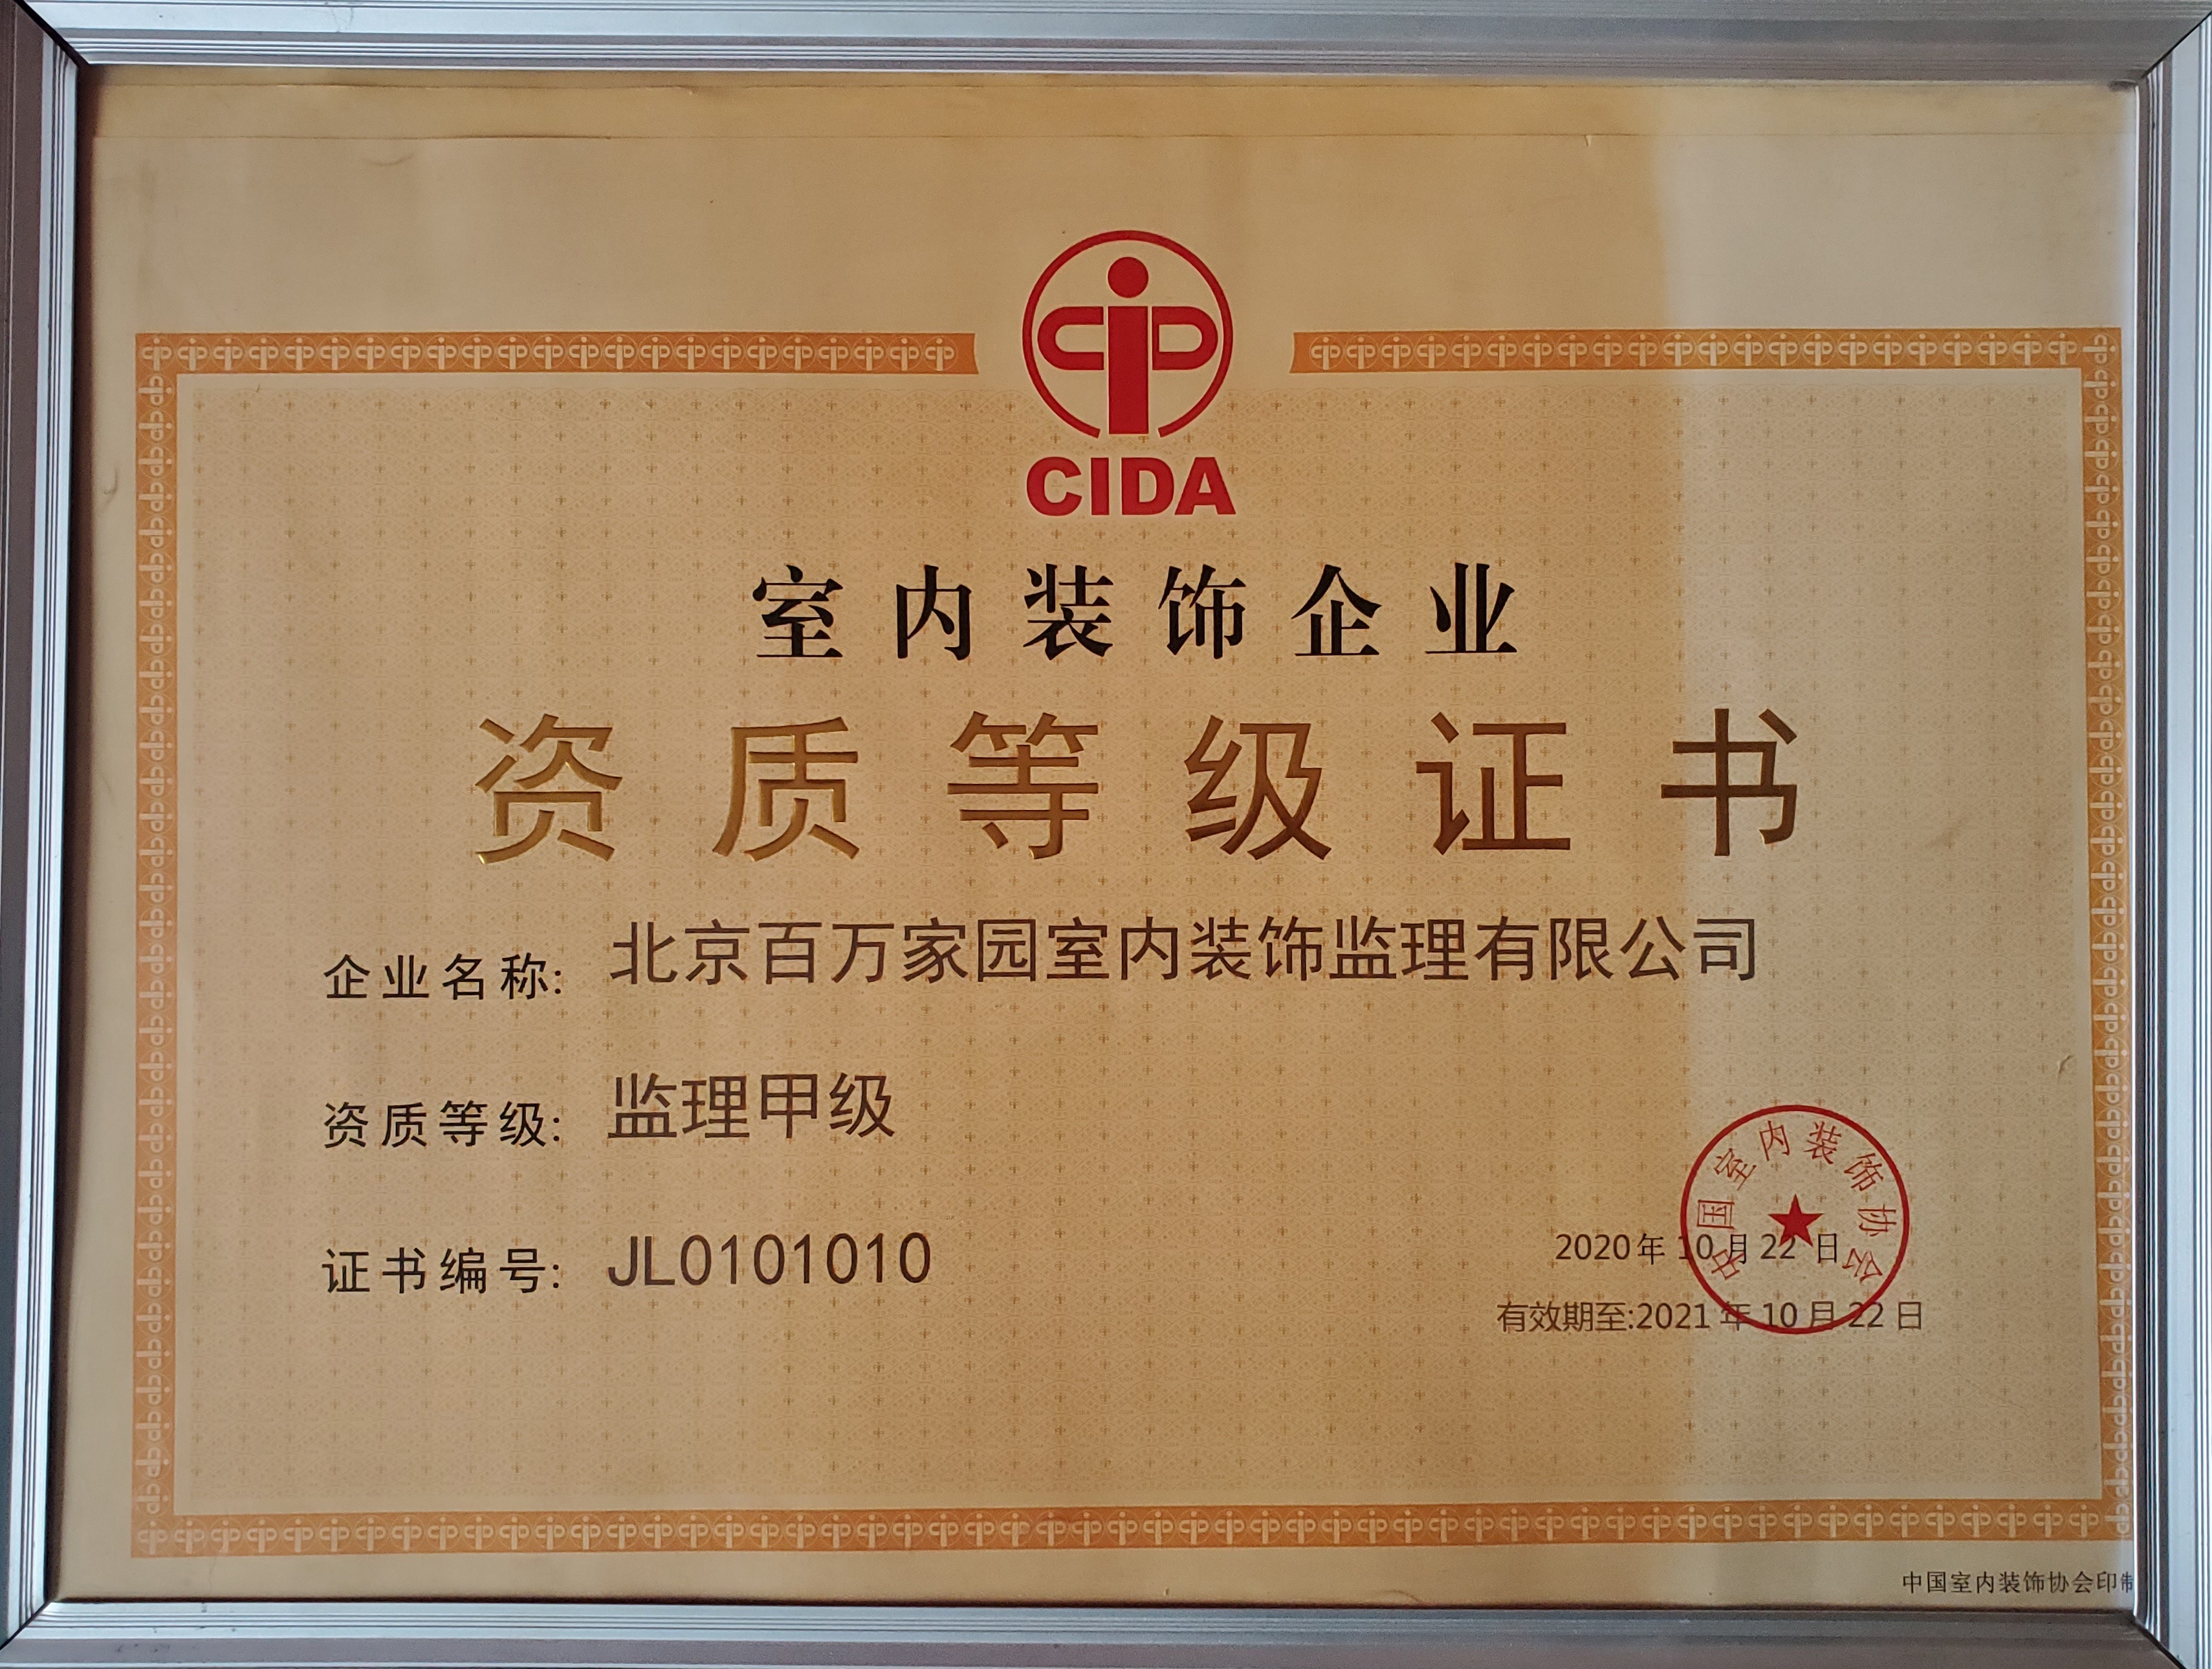 CIDA
室内装饰企业
资质等级证书
企业名称: 北京百万家园室内装饰监理有限公司
资质等级: 监理甲级
证书编号: JL0101010
中国室内装饰协会
2020年10月22日
有效期至:2021年10月22日
中国室内装饰协会印制